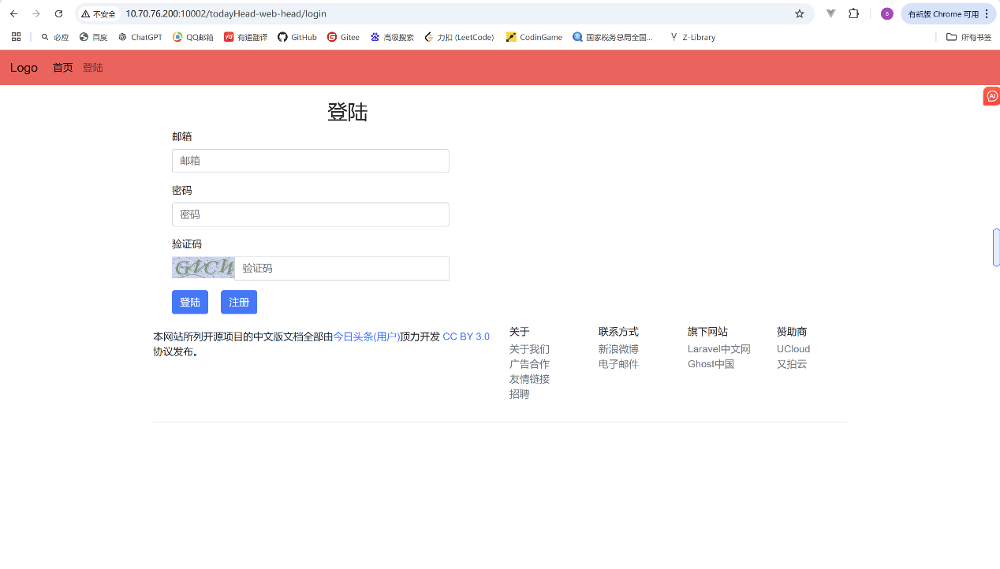 不安全 10.70.76.200:10002/todayHead-web-head/login
S
有新版 Chrome 可用
必应 百度 ChatGPT QQ邮箱 有道翻译 GitHub Gitee 高级搜索 力扣 (LeetCode) CodinGame 国家税务总局全国... Z-Library 所有书签
Logo 首页 登陆
AI
登陆
邮箱
邮箱
密码
密码
验证码
验证码
登陆 注册
本网站所列开源项目的中文版文档全部由今日头条(用户)顶力开发 CC BY 3.0
协议发布。
关于
关于我们
广告合作
友情链接
招聘
联系方式
新浪微博
电子邮件
旗下网站
Laravel中文网
Ghost中国
赞助商
UCloud
又拍云